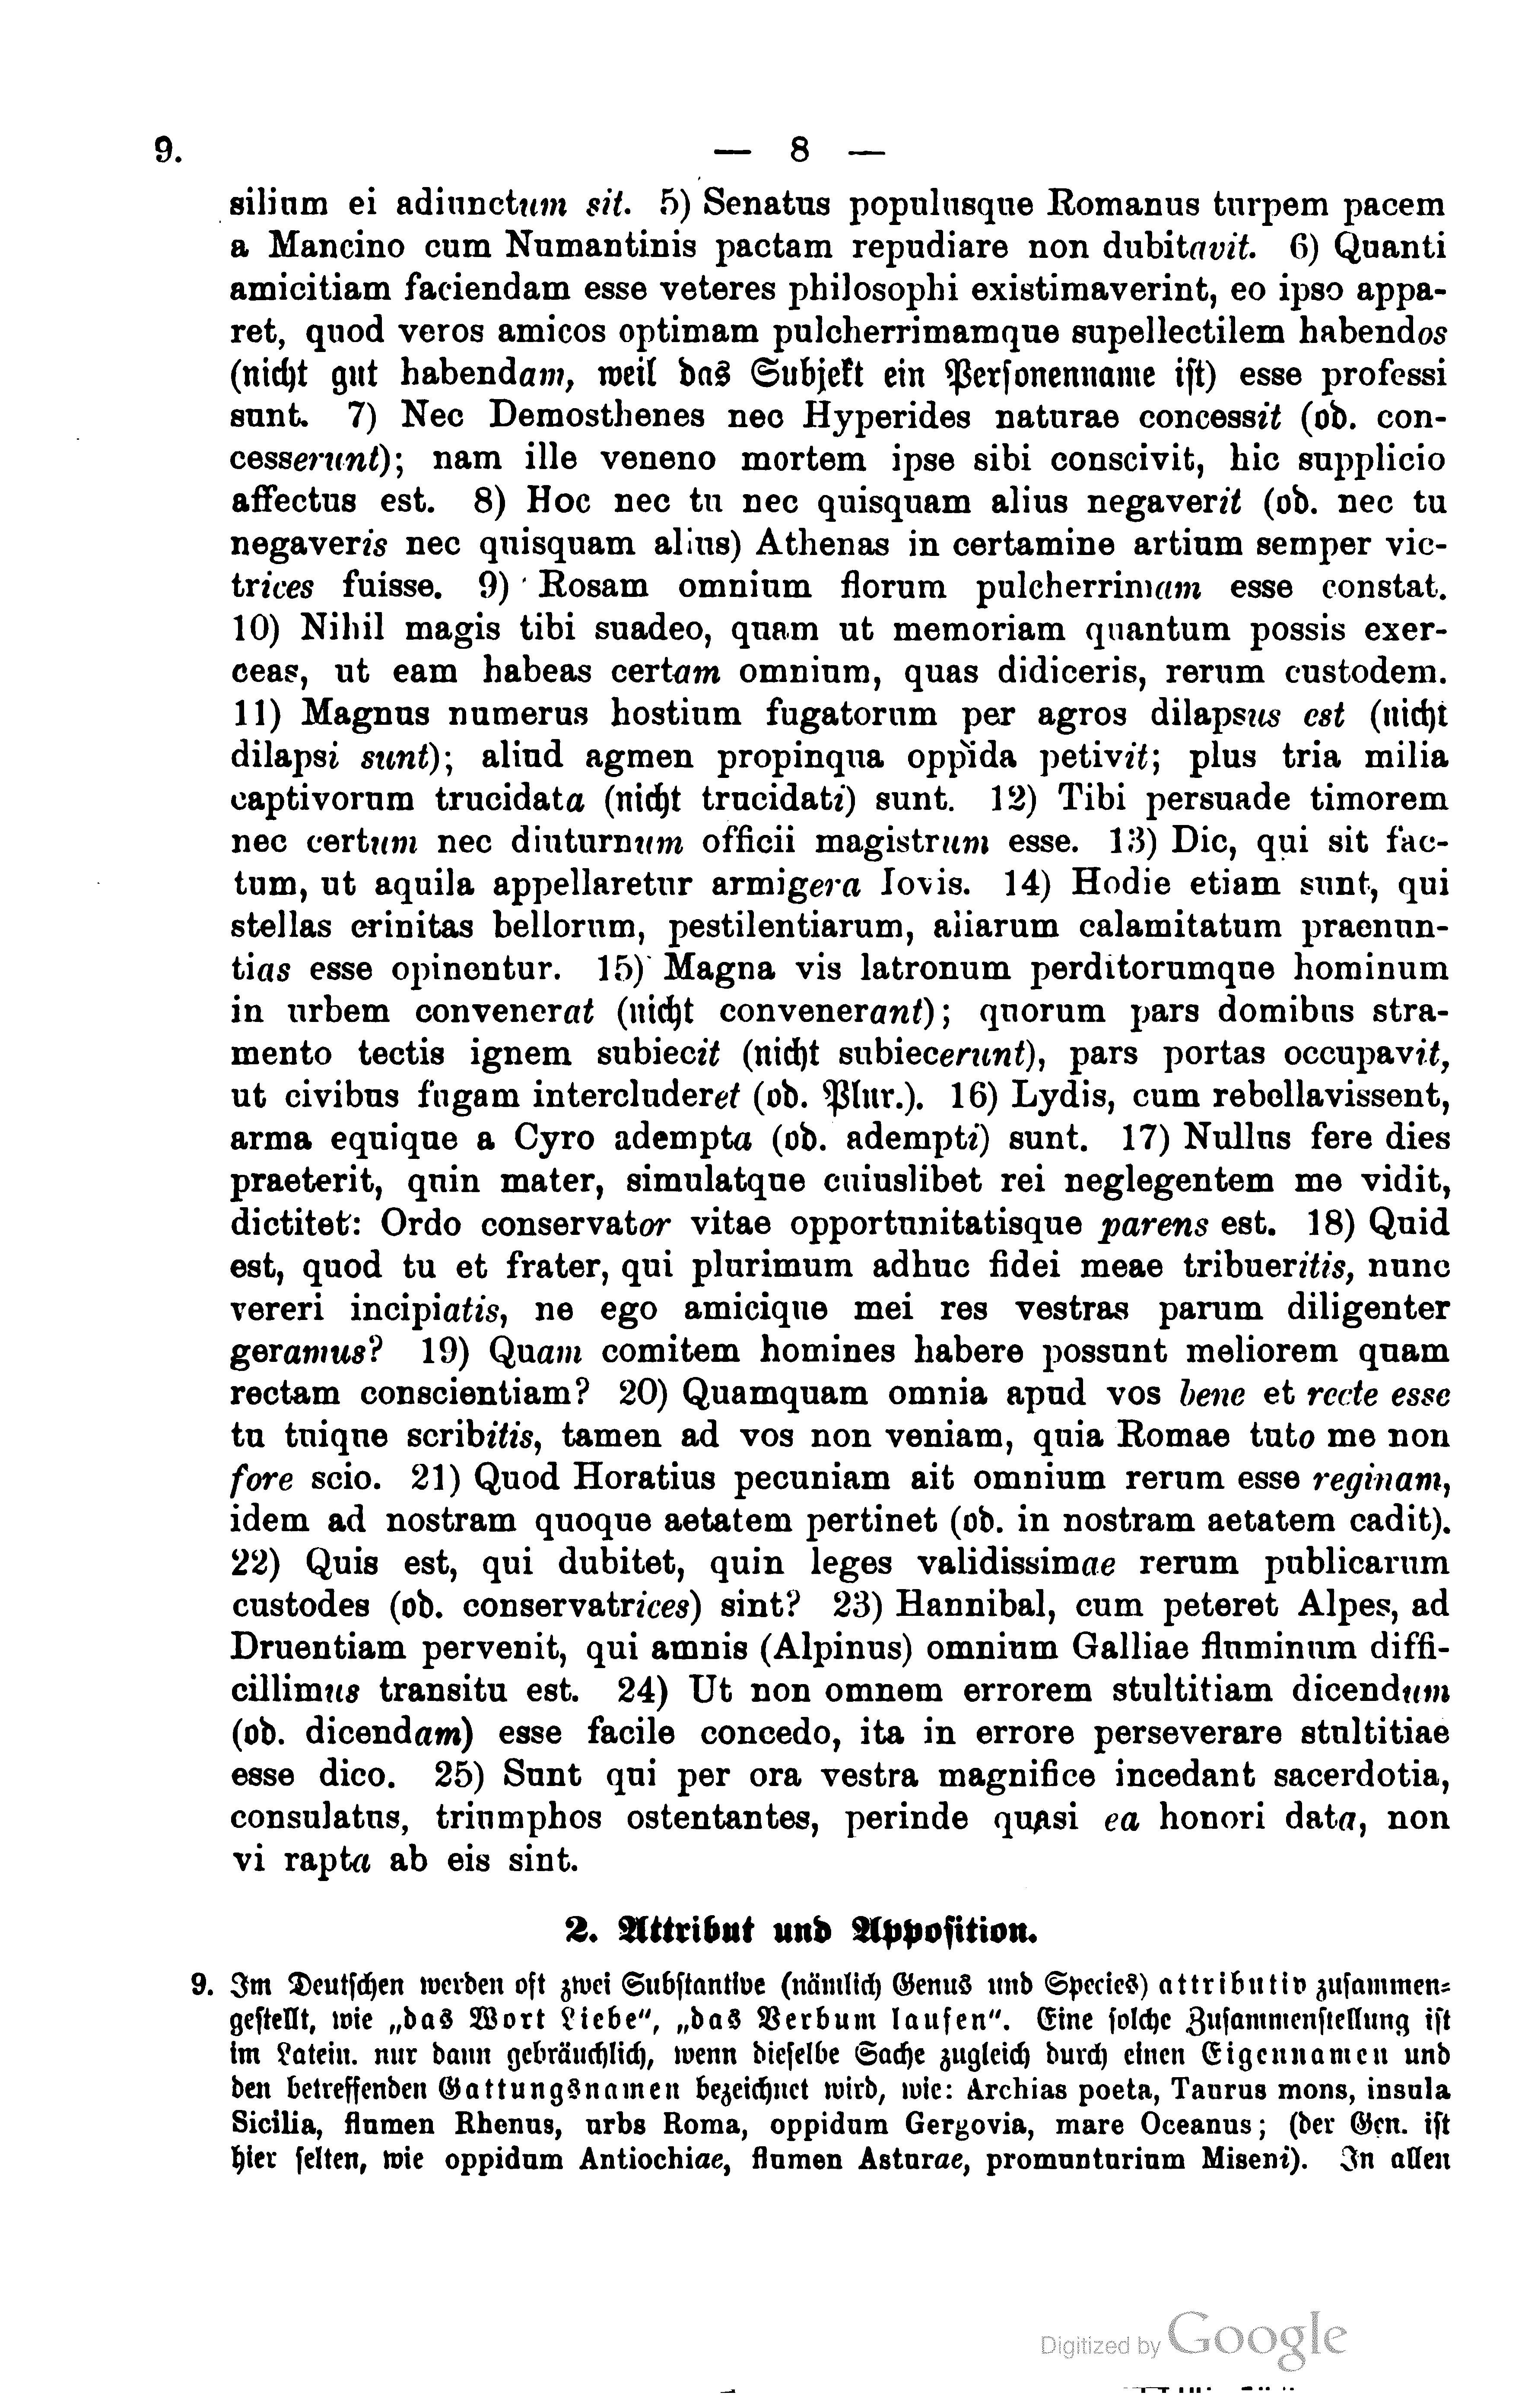 9. — 8 —
silium ei adiunctum sit. 5) Senatus populusque Romanus turpem pacem
a Mancino cum Numantinis pactam repudiare non dubitavit. 6) Quanti
amicitiam faciendam esse veteres philosophi existimaverint, eo ipso appa-
ret, quod veros amicos optimam pulcherrimamque supellectilem habendos
(nicht gut habendam, weil das Subjekt ein Personenname ist) esse professi
sunt. 7) Nec Demosthenes nec Hyperides naturae concessit (od. con-
cesserunt); nam ille veneno mortem ipse sibi conscivit, hic supplicio
affectus est. 8) Hoc nec tu nec quisquam alius negaverit (od. nec tu
negaveris nec quisquam alius) Athenas in certamine artium semper vic-
trices fuisse. 9) Rosam omnium florum pulcherrimam esse constat.
10) Nihil magis tibi suadeo, quam ut memoriam quantum possis exer-
ceas, ut eam habeas certam omnium, quas didiceris, rerum custodem.
11) Magnus numerus hostium fugatorum per agros dilapsus est (nicht
dilapsi sunt); aliud agmen propinqua oppida petivit; plus tria milia
captivorum trucidata (nicht trucidati) sunt. 12) Tibi persuade timorem
nec certum nec diuturnum officii magistrum esse. 13) Dic, qui sit fac-
tum, ut aquila appellaretur armigera Iovis. 14) Hodie etiam sunt, qui
stellas crinitas bellorum, pestilentiarum, aliarum calamitatum praenun-
tias esse opinentur. 15) Magna vis latronum perditorumque hominum
in urbem convenerat (nicht convenerant); quorum pars domibus stra-
mento tectis ignem subiecit (nicht subiecerunt), pars portas occupavit,
ut civibus fugam intercluderet (od. Plur.). 16) Lydis, cum rebellavissent,
arma equique a Cyro adempta (od. adempti) sunt. 17) Nullus fere dies
praeterit, quin mater, simulatque cuiuslibet rei neglegentem me vidit,
dictitet: Ordo conservator vitae opportunitatisque parens est. 18) Quid
est, quod tu et frater, qui plurimum adhuc fidei meae tribueritis, nunc
vereri incipiatis, ne ego amicique mei res vestras parum diligenter
geramus? 19) Quam comitem homines habere possunt meliorem quam
rectam conscientiam? 20) Quamquam omnia apud vos bene et recte esse
tu tuique scribitis, tamen ad vos non veniam, quia Romae tuto me non
fore scio. 21) Quod Horatius pecuniam ait omnium rerum esse reginam,
idem ad nostram quoque aetatem pertinet (od. in nostram aetatem cadit).
22) Quis est, qui dubitet, quin leges validissimae rerum publicarum
custodes (od. conservatrices) sint? 23) Hannibal, cum peteret Alpes, ad
Druentiam pervenit, qui amnis (Alpinus) omnium Galliae fluminum diffi-
cillimus transitu est. 24) Ut non omnem errorem stultitiam dicendum
(od. dicendam) esse facile concedo, ita in errore perseverare stultitiae
esse dico. 25) Sunt qui per ora vestra magnifice incedant sacerdotia,
consulatus, triumphos ostentantes, perinde quasi ea honori data, non
vi rapta ab eis sint.
2. Attribut und Apposition.
9. Im Deutschen werden oft zwei Substantive (nämlich Genus und Species) attributiv zusammen-
gestellt, wie „das Wort Liebe“, „das Verbum laufen“. Eine solche Zusammenstellung ist
im Latein. nur dann gebräuchlich, wenn dieselbe Sache zugleich durch einen Eigennamen und
den betreffenden Gattungsnamen bezeichnet wird, wie: Archias poeta, Taurus mons, insula
Sicilia, flumen Rhenus, urbs Roma, oppidum Gergovia, mare Oceanus; (der Gen. ist
hier selten, wie oppidum Antiochiae, flumen Asturae, promunturium Miseni). In allen
Digitized by Google